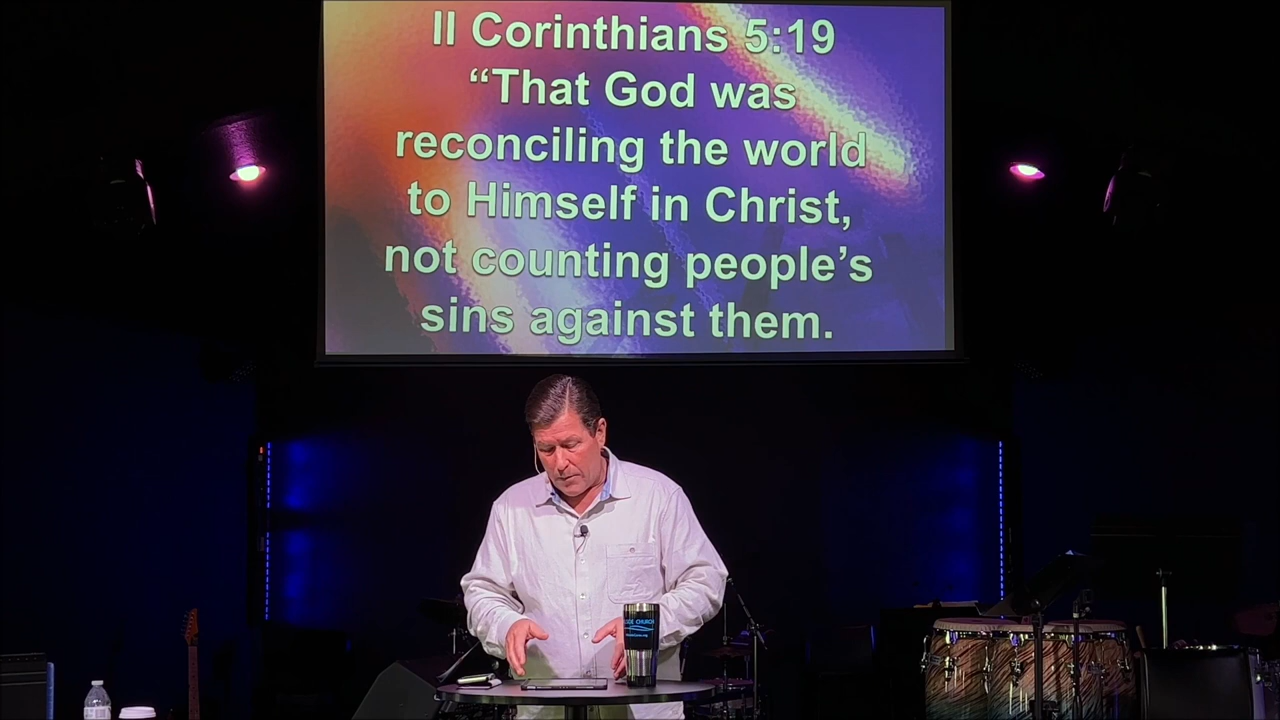 II Corinthians 5:19
“That God was
reconciling the world
to Himself in Christ,
not counting people’s
sins against them.
CHURCH